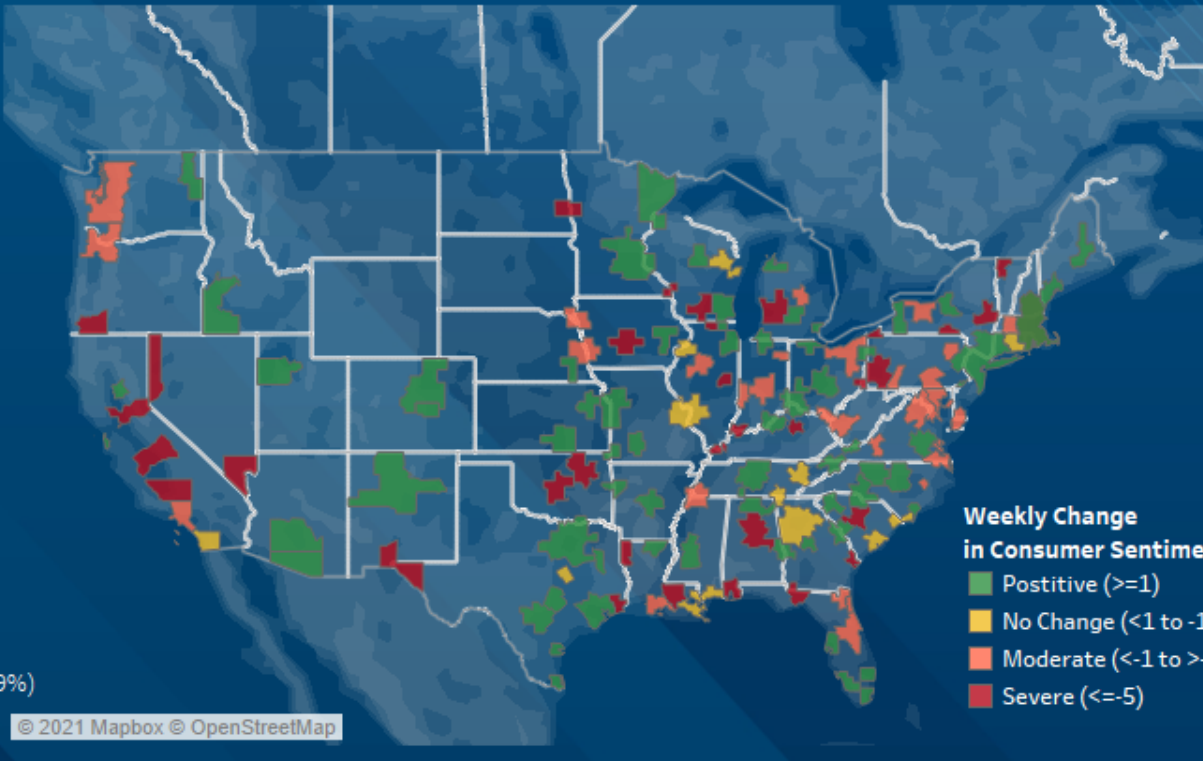 Weekly Change
in Consumer Sentime
Postitive (>=1)
No Change (<1 to -1
Moderate (<-1 to >-
Severe (<=-5)
9%)
© 2021 Mapbox © OpenStreetMap